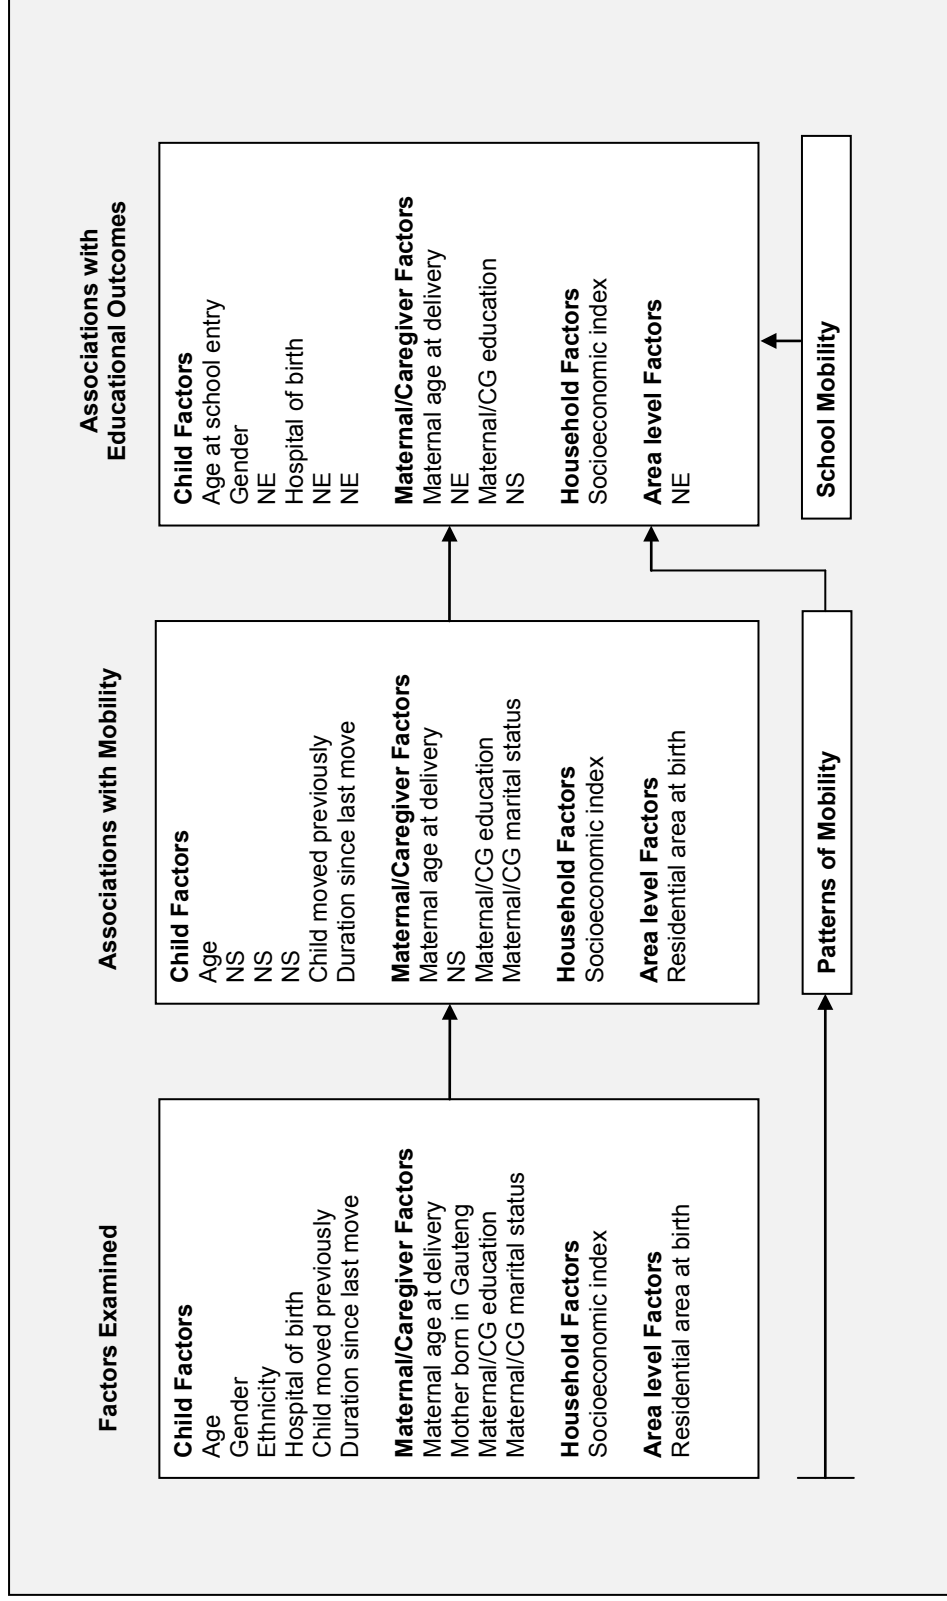 Factors Examined
Child Factors
Age
Gender
Ethnicity
Hospital of birth
Child moved previously
Duration since last move
Maternal/Caregiver Factors
Maternal age at delivery
Mother born in Gauteng
Maternal/CG education
Maternal/CG marital status
Household Factors
Socioeconomic index
Area level Factors
Residential area at birth
Associations with Mobility
Child Factors
Age
NS
NS
NS
Child moved previously
Duration since last move
Maternal/Caregiver Factors
Maternal age at delivery
NS
Maternal/CG education
Maternal/CG marital status
Household Factors
Socioeconomic index
Area level Factors
Residential area at birth
Patterns of Mobility
Associations with
Educational Outcomes
Child Factors
Age at school entry
Gender
NE
Hospital of birth
NE
NE
Maternal/Caregiver Factors
Maternal age at delivery
NE
Maternal/CG education
NS
Household Factors
Socioeconomic index
Area level Factors
NE
School Mobility